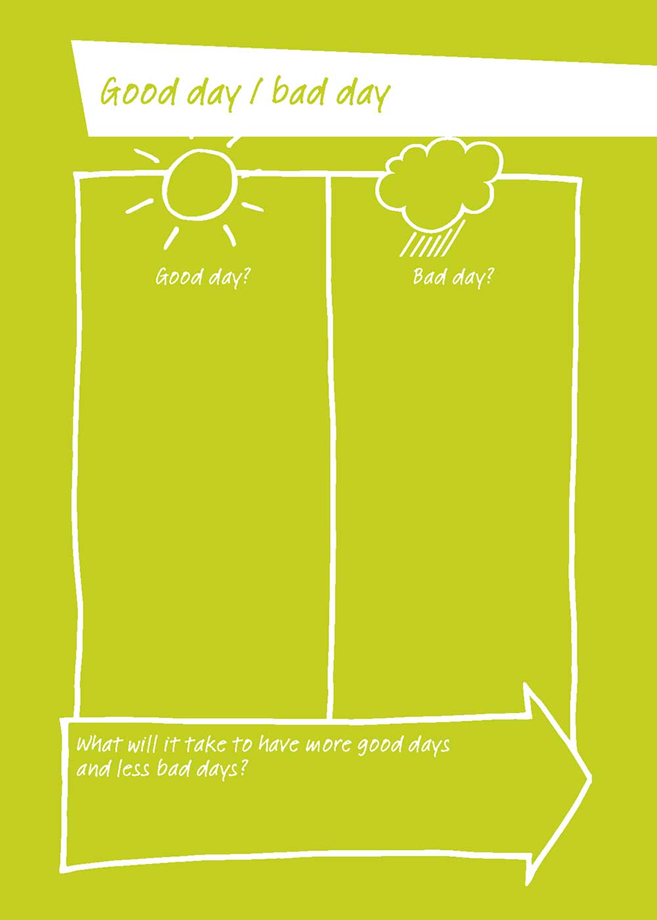 Good day / bad day
Good day?
Bad day?
What will it take to have more good days
and less bad days?